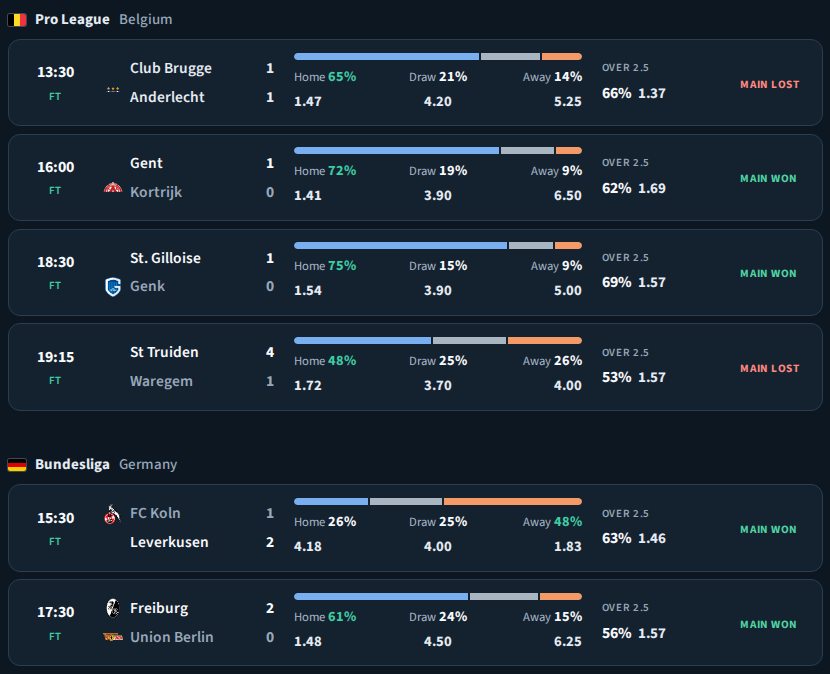 Pro League Belgium
13:30
FT
Club Brugge 1
Anderlecht 1
Home 65% Draw 21% Away 14%
1.47 4.20 5.25
OVER 2.5
66% 1.37
MAIN LOST
16:00
FT
Gent 1
Kortrijk 0
Home 72% Draw 19% Away 9%
1.41 3.90 6.50
OVER 2.5
62% 1.69
MAIN WON
18:30
FT
St. Gilloise 1
Genk 0
Home 75% Draw 15% Away 9%
1.54 3.90 5.00
OVER 2.5
69% 1.57
MAIN WON
19:15
FT
St Truiden 4
Waregem 1
Home 48% Draw 25% Away 26%
1.72 3.70 4.00
OVER 2.5
53% 1.57
MAIN LOST
Bundesliga Germany
15:30
FT
FC Koln 1
Leverkusen 2
Home 26% Draw 25% Away 48%
4.18 4.00 1.83
OVER 2.5
63% 1.46
MAIN WON
17:30
FT
Freiburg 2
Union Berlin 0
Home 61% Draw 24% Away 15%
1.48 4.50 6.25
OVER 2.5
56% 1.57
MAIN WON